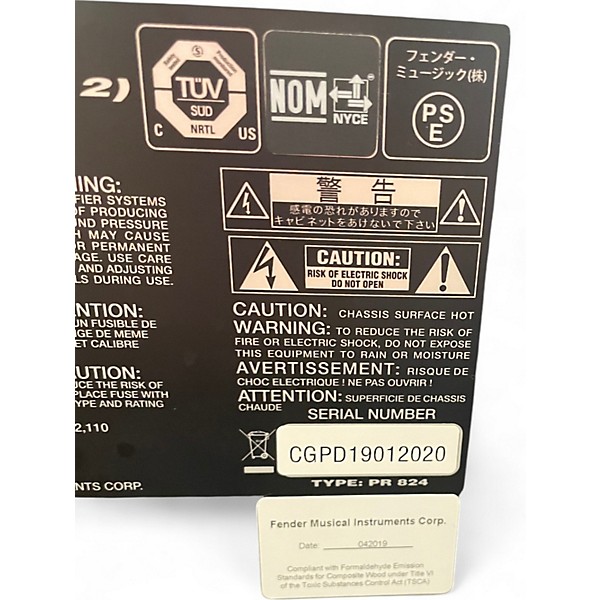 2)
TÜV
SÜD
NRTL
C US
NOM
NYCE
フェンダー・
ミュージック(株)
PS
E
NING:
FIER SYSTEMS
OF PRODUCING
ND PRESSURE
H MAY CAUSE
OR PERMANENT
AGE. USE CARE
AND ADJUSTING
LS DURING USE.
ENTION:
UN FUSIBLE DE
NGE DE MEME
ET CALIBRE
CAUTION:
UCE THE RISK OF
PLACE FUSE WITH
TYPE AND RATING
2,110
NTS CORP.
警告
感電の恐れがありますので
キャビネットをあけないで下さい
CAUTION:
RISK OF ELECTRIC SHOCK
DO NOT OPEN
CAUTION: CHASSIS SURFACE HOT
WARNING: TO REDUCE THE RISK OF
FIRE OR ELECTRIC SHOCK, DO NOT EXPOSE
THIS EQUIPMENT TO RAIN OR MOISTURE
AVERTISSEMENT: RISQUE DE
CHOC ELECTRIQUE ! NE PAS OUVRIR !
ATTENTION: SUPERFICIE DE CHASSIS
CHAUDE
SERIAL NUMBER
CGPD19012020
TYPE: PR 824
Fender Musical Instruments Corp.
Date: 042019
Compliant with Formaldehyde Emission
Standards for Composite Wood under Title VI
of the Toxic Substances Control Act (TSCA)